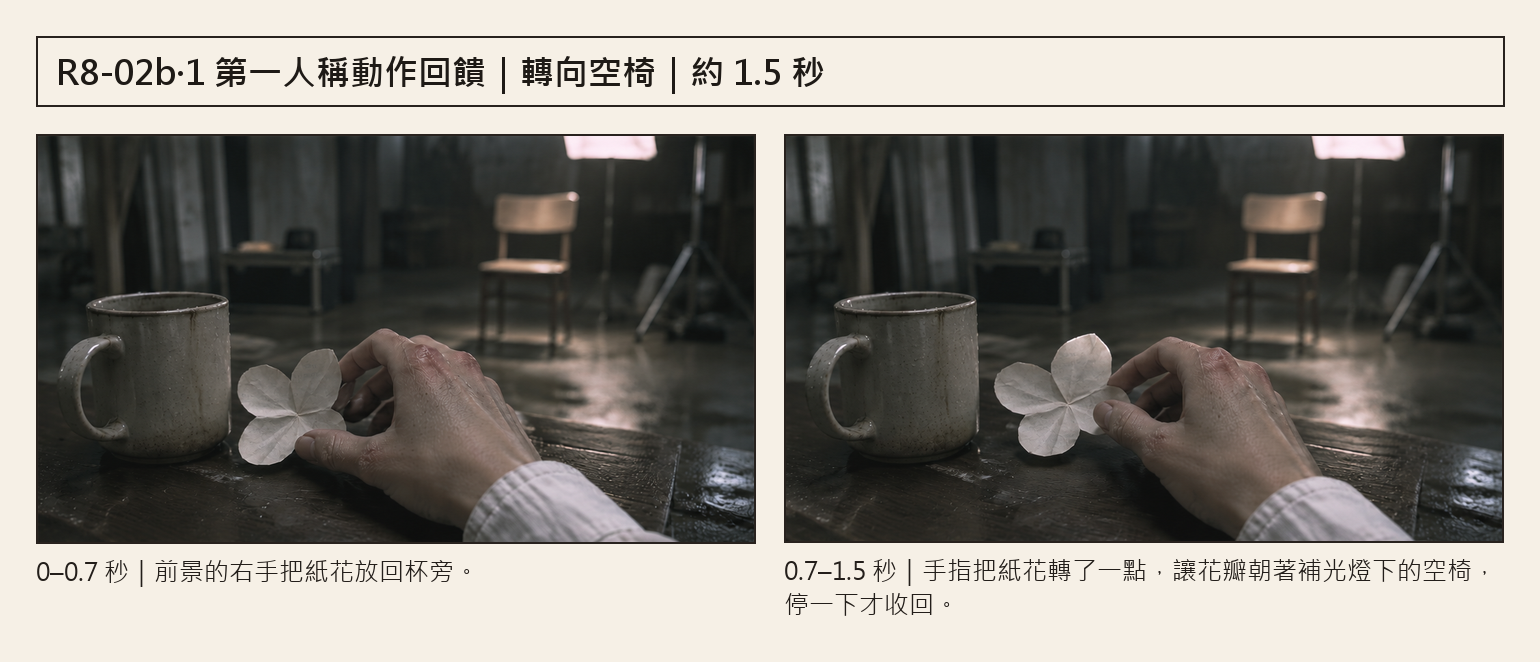 R8-02b·1 第一人稱動作回饋｜轉向空椅｜約 1.5 秒
0–0.7 秒｜前景的右手把紙花放回杯旁。
0.7–1.5 秒｜手指把紙花轉了一點，讓花瓣朝著補光燈下的空椅，
停一下才收回。